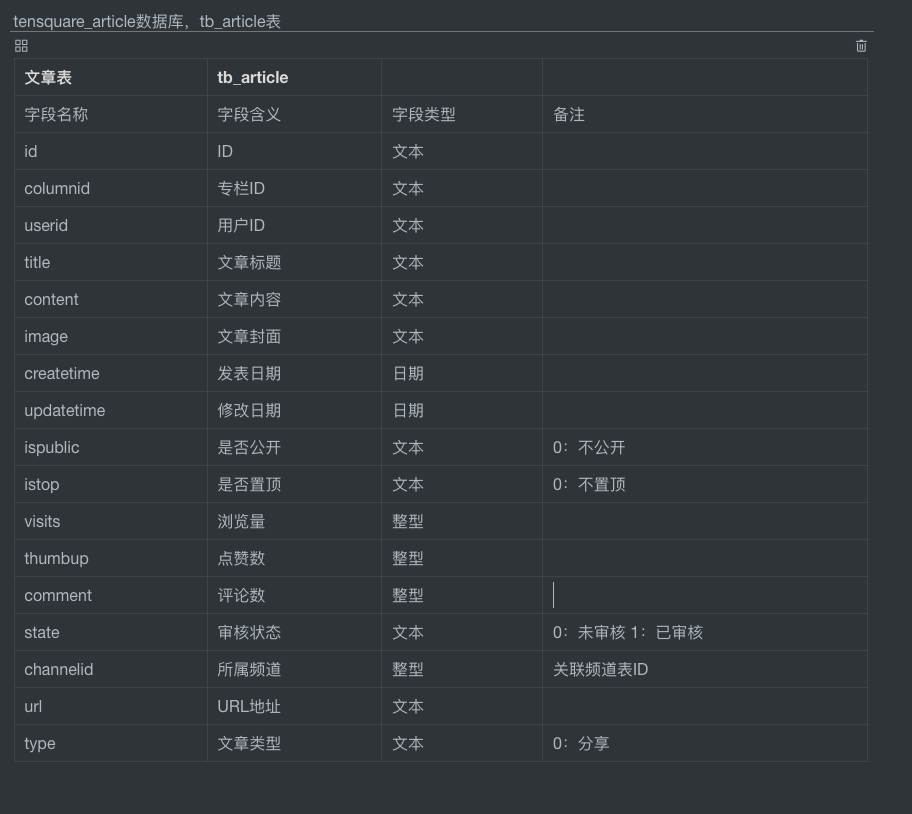 tensquare_article数据库，tb_article表
文章表 tb_article
字段名称 字段含义 字段类型 备注
id ID 文本
columnid 专栏ID 文本
userid 用户ID 文本
title 文章标题 文本
content 文章内容 文本
image 文章封面 文本
createtime 发表日期 日期
updatetime 修改日期 日期
ispublic 是否公开 文本 0：不公开
istop 是否置顶 文本 0：不置顶
visits 浏览量 整型
thumbup 点赞数 整型
comment 评论数 整型
state 审核状态 文本 0：未审核 1：已审核
channelid 所属频道 整型 关联频道表ID
url URL地址 文本
type 文章类型 文本 0：分享